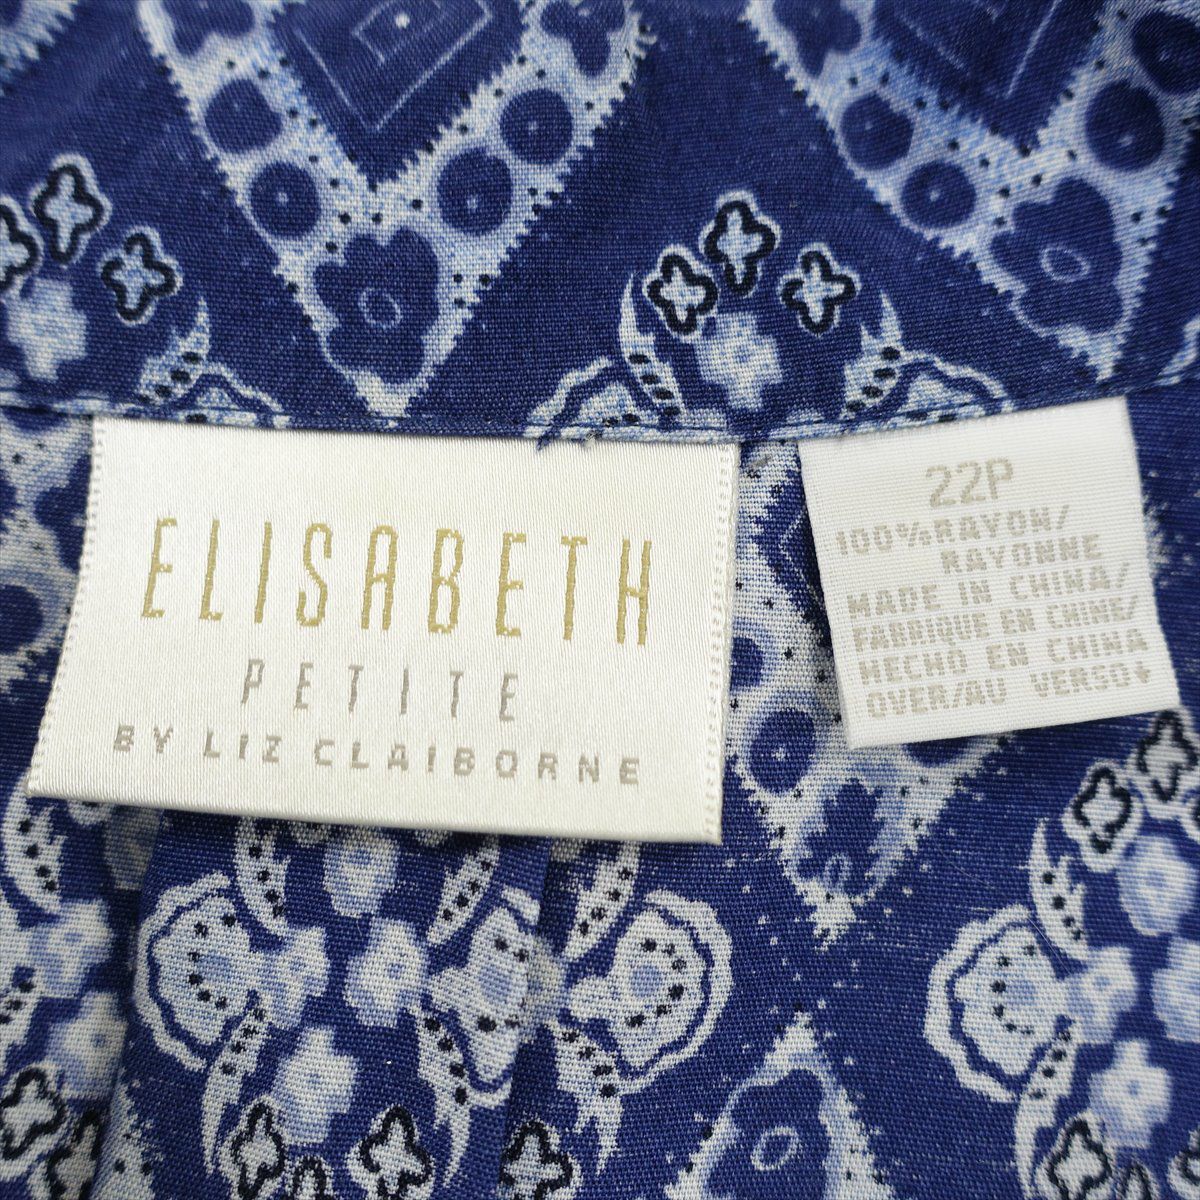 ELISABETH
PETITE
BY LIZ CLAIBORNE
22P
100% RAYON/
RAYONNE
MADE IN CHINA/
FABRIQUE EN CHINE/
HECHO EN CHINA
OVER/AU VERSO→